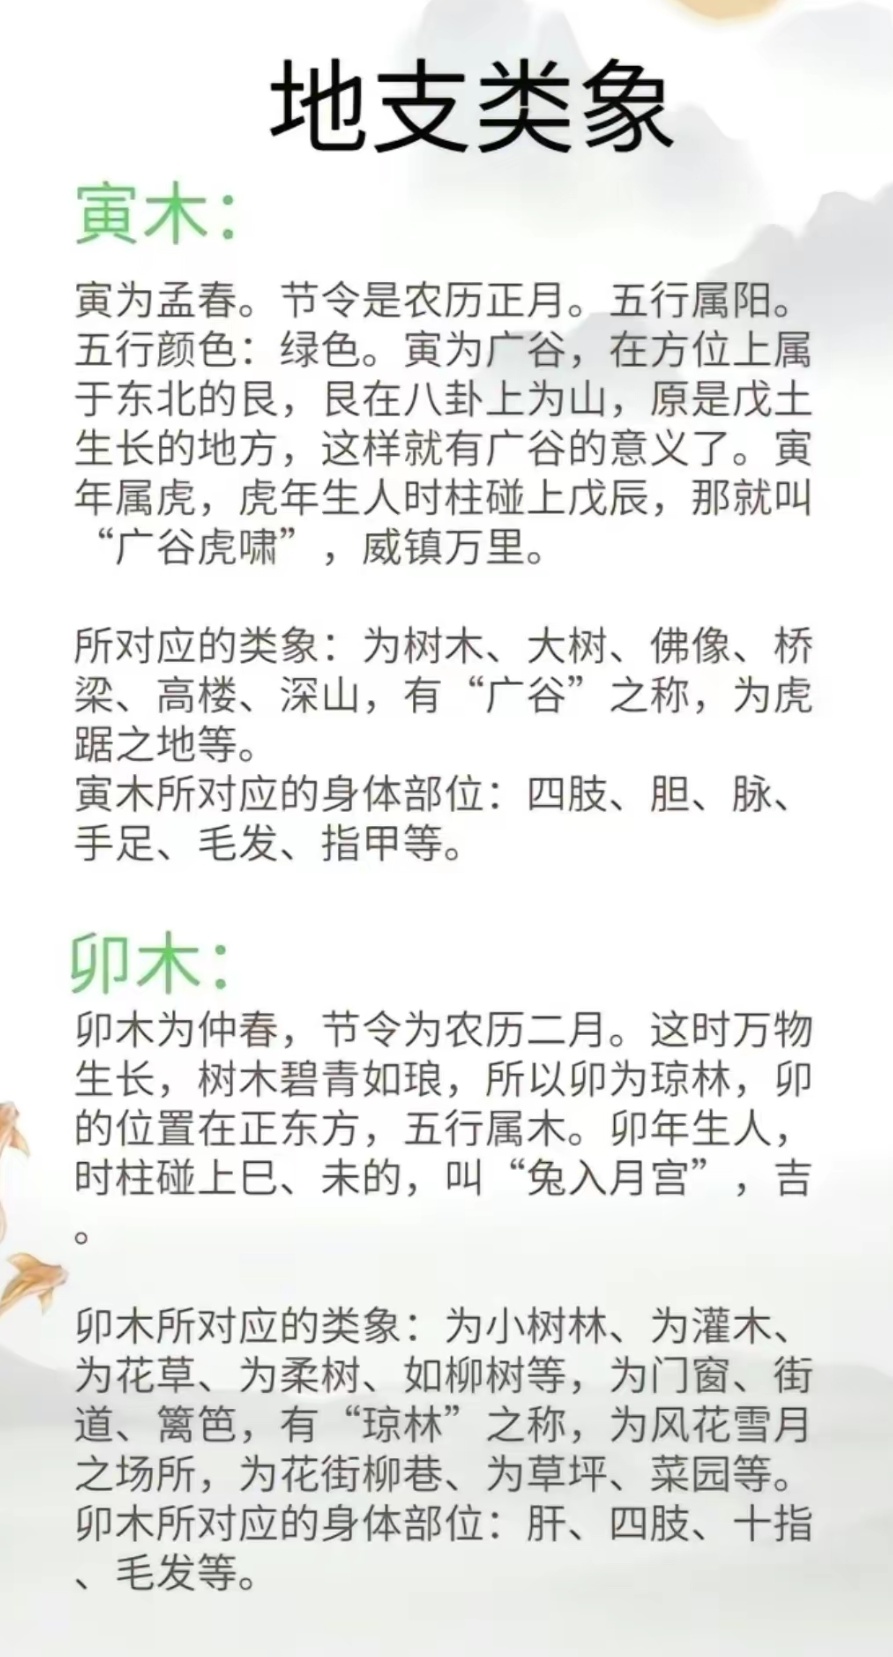 地支类象
寅木：
寅为孟春。节令是农历正月。五行属阳。
五行颜色：绿色。寅为广谷，在方位上属
于东北的艮，艮在八卦上为山，原是戊土
生长的地方，这样就有广谷的意义了。寅
年属虎，虎年生人时柱碰上戊辰，那就叫
“广谷虎啸”，威镇万里。
所对应的类象：为树木、大树、佛像、桥
梁、高楼、深山，有“广谷”之称，为虎
踞之地等。
寅木所对应的身体部位：四肢、胆、脉、
手足、毛发、指甲等。
卯木：
卯木为仲春，节令为农历二月。这时万物
生长，树木碧青如琅，所以卯为琼林，卯
的位置在正东方，五行属木。卯年生人，
时柱碰上巳、未的，叫“兔入月宫”，吉
。
卯木所对应的类象：为小树林、为灌木、
为花草、为柔树、如柳树等，为门窗、街
道、篱笆，有“琼林”之称，为风花雪月
之场所，为花街柳巷、为草坪、菜园等。
卯木所对应的身体部位：肝、四肢、十指
、毛发等。